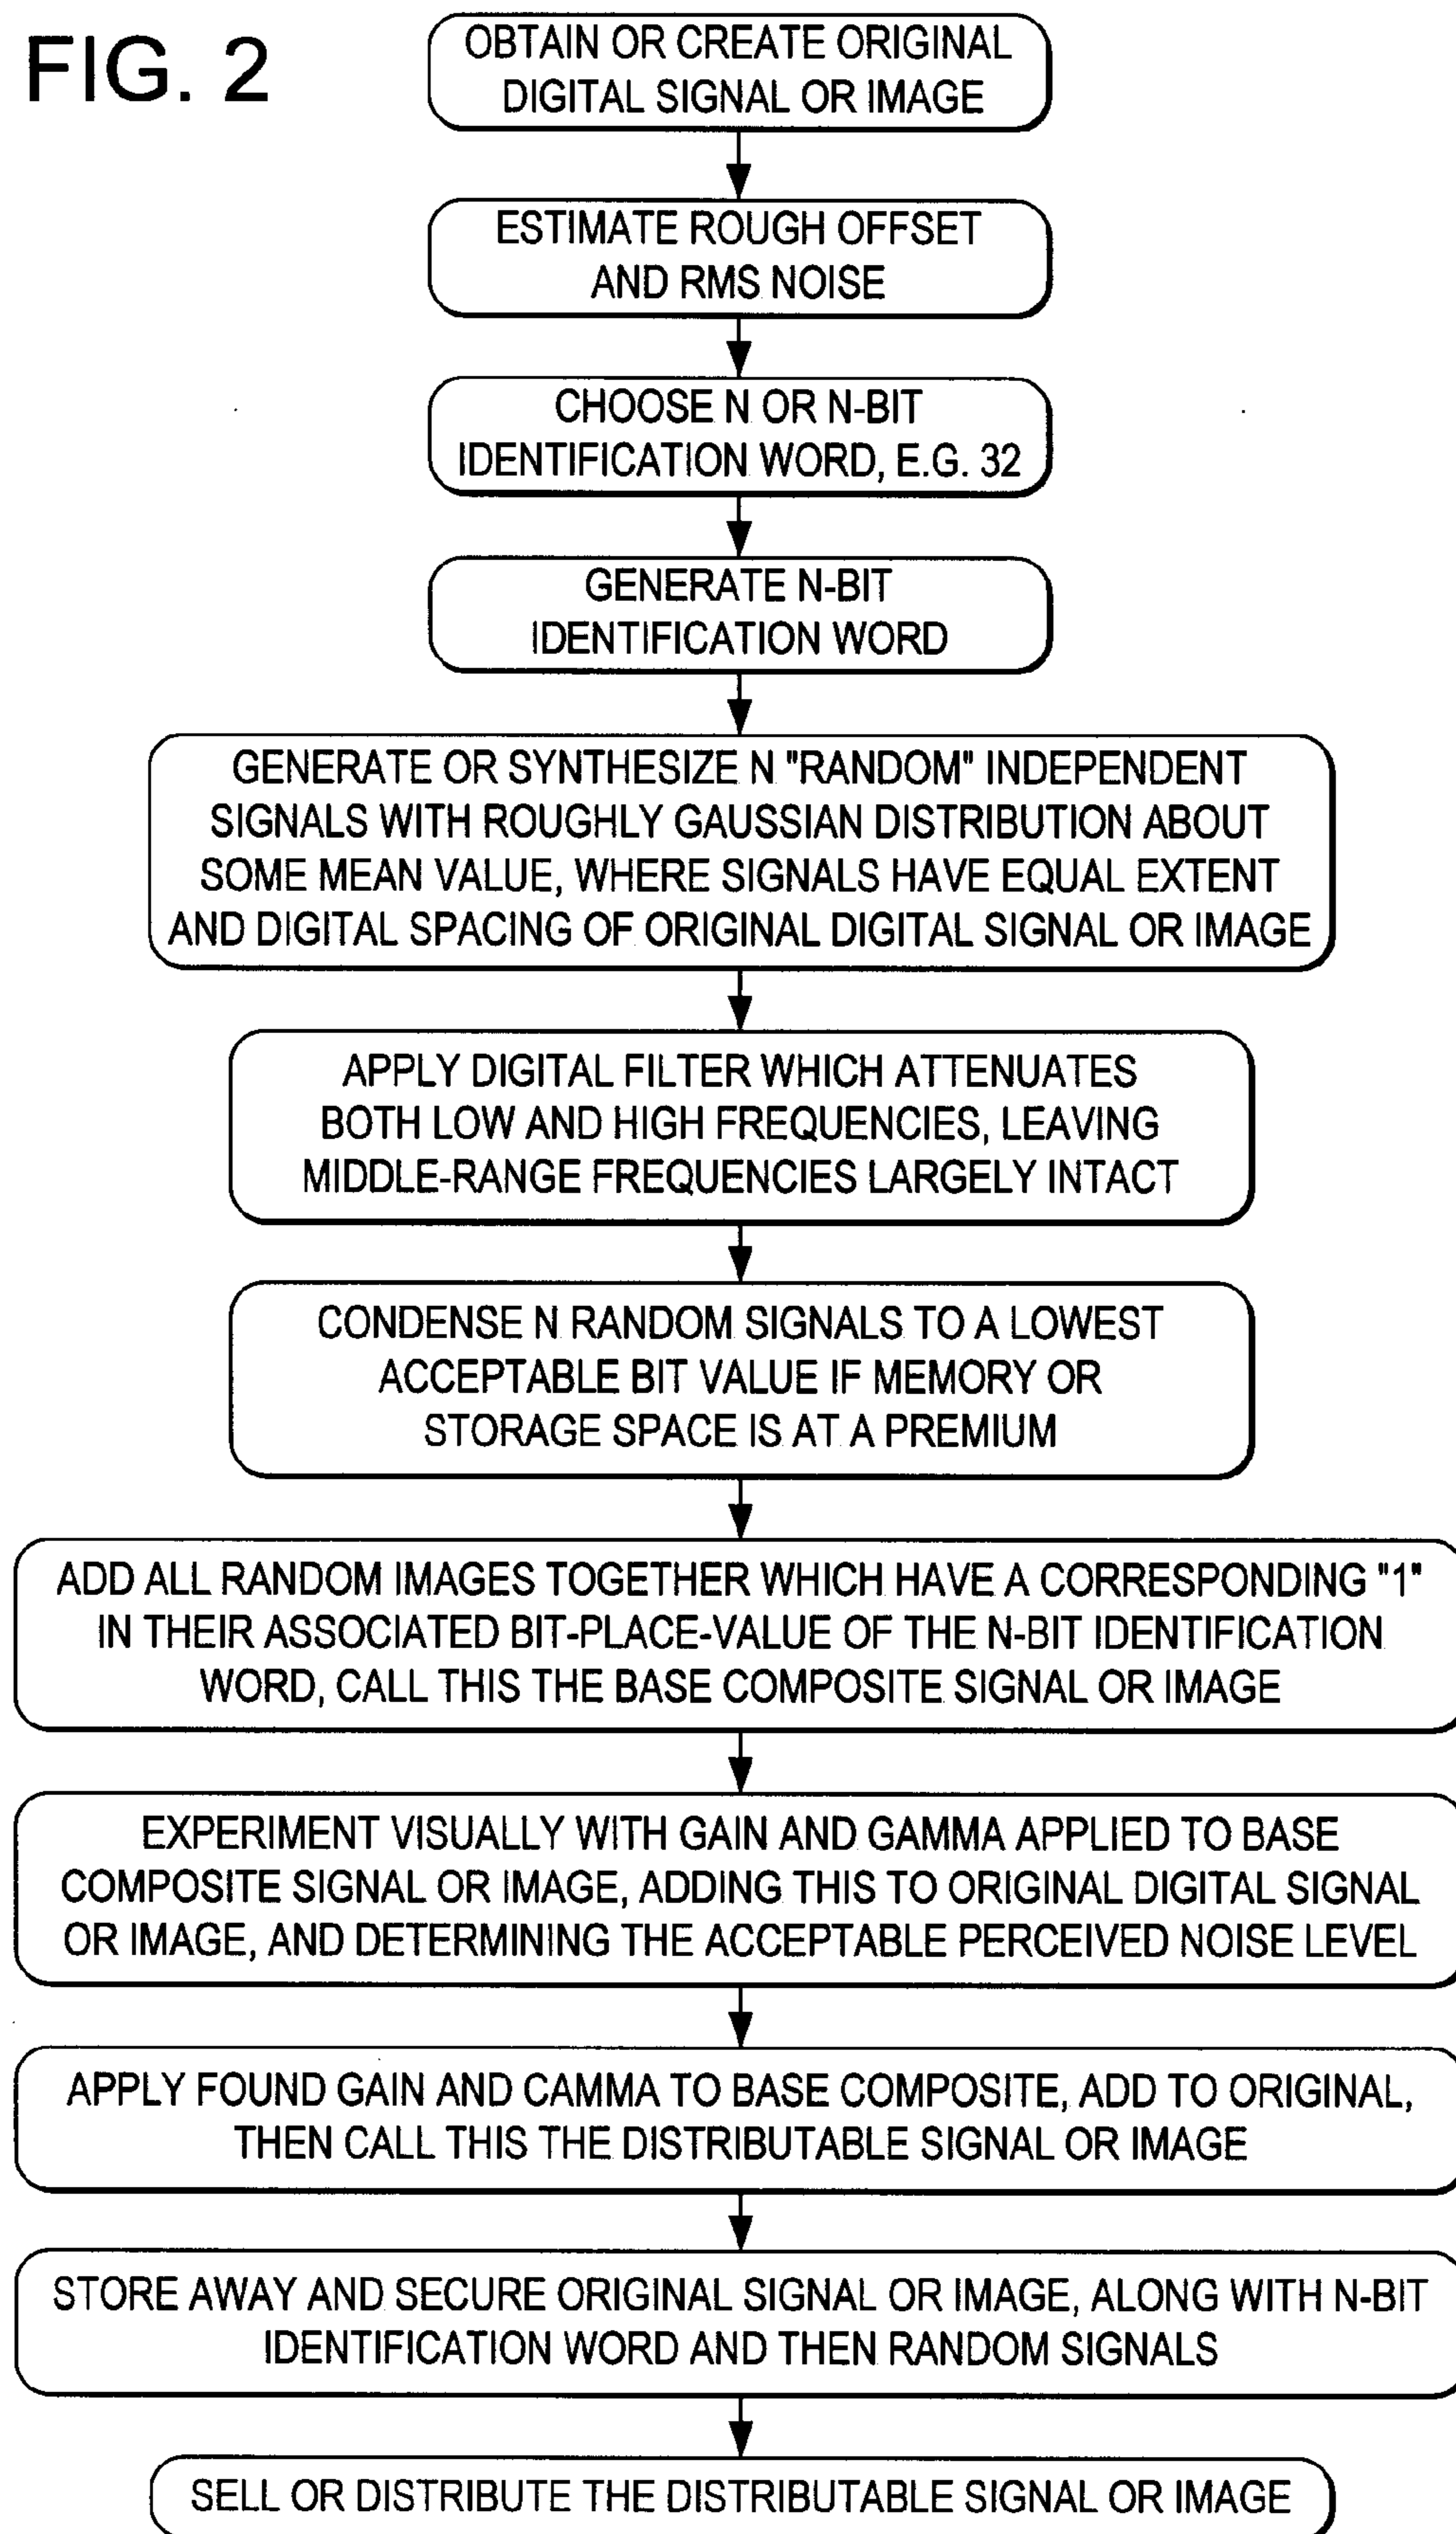 FIG. 2
OBTAIN OR CREATE ORIGINAL
DIGITAL SIGNAL OR IMAGE
ESTIMATE ROUGH OFFSET
AND RMS NOISE
CHOOSE N OR N-BIT
IDENTIFICATION WORD, E.G. 32
GENERATE N-BIT
IDENTIFICATION WORD
GENERATE OR SYNTHESIZE N "RANDOM" INDEPENDENT
SIGNALS WITH ROUGHLY GAUSSIAN DISTRIBUTION ABOUT
SOME MEAN VALUE, WHERE SIGNALS HAVE EQUAL EXTENT
AND DIGITAL SPACING OF ORIGINAL DIGITAL SIGNAL OR IMAGE
APPLY DIGITAL FILTER WHICH ATTENUATES
BOTH LOW AND HIGH FREQUENCIES, LEAVING
MIDDLE-RANGE FREQUENCIES LARGELY INTACT
CONDENSE N RANDOM SIGNALS TO A LOWEST
ACCEPTABLE BIT VALUE IF MEMORY OR
STORAGE SPACE IS AT A PREMIUM
ADD ALL RANDOM IMAGES TOGETHER WHICH HAVE A CORRESPONDING "1"
IN THEIR ASSOCIATED BIT-PLACE-VALUE OF THE N-BIT IDENTIFICATION
WORD, CALL THIS THE BASE COMPOSITE SIGNAL OR IMAGE
EXPERIMENT VISUALLY WITH GAIN AND GAMMA APPLIED TO BASE
COMPOSITE SIGNAL OR IMAGE, ADDING THIS TO ORIGINAL DIGITAL SIGNAL
OR IMAGE, AND DETERMINING THE ACCEPTABLE PERCEIVED NOISE LEVEL
APPLY FOUND GAIN AND CAMMA TO BASE COMPOSITE, ADD TO ORIGINAL,
THEN CALL THIS THE DISTRIBUTABLE SIGNAL OR IMAGE
STORE AWAY AND SECURE ORIGINAL SIGNAL OR IMAGE, ALONG WITH N-BIT
IDENTIFICATION WORD AND THEN RANDOM SIGNALS
SELL OR DISTRIBUTE THE DISTRIBUTABLE SIGNAL OR IMAGE